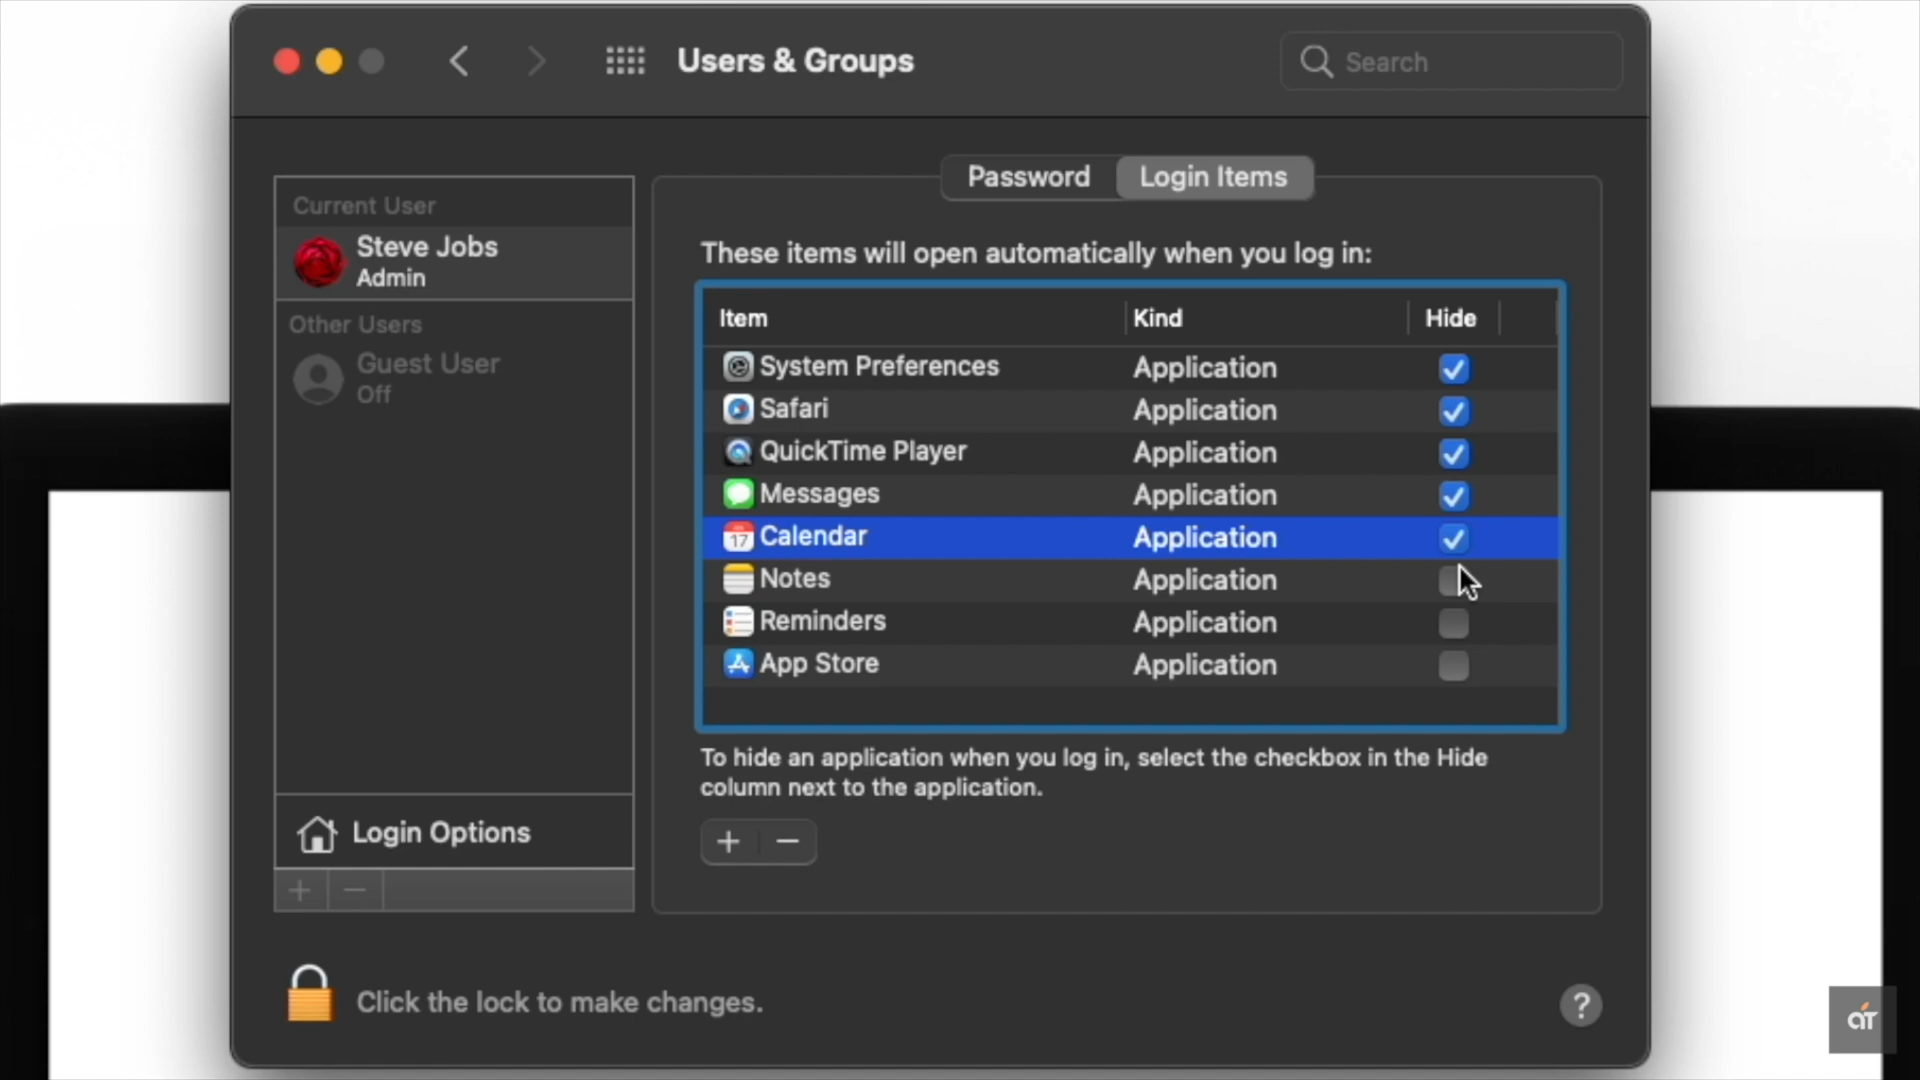 Users & Groups
Search
Password
Login Items
Current User
Steve Jobs
Admin
Other Users
Guest User
Off
Login Options
These items will open automatically when you log in:
Item Kind Hide
System Preferences Application
Safari Application
QuickTime Player Application
Messages Application
17 Calendar Application
Notes Application
Reminders Application
App Store Application
To hide an application when you log in, select the checkbox in the Hide
column next to the application.
+ −
+ −
Click the lock to make changes.
?
aT